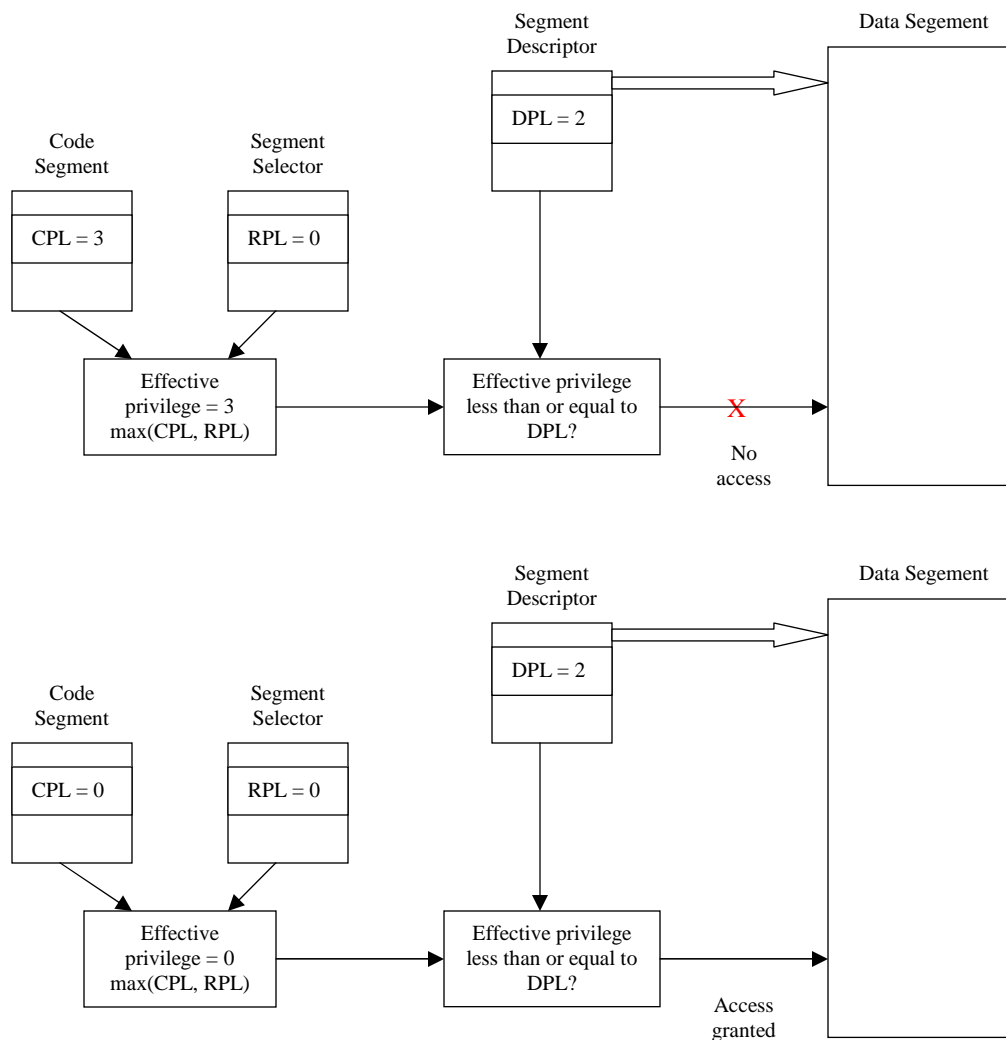 Segment
Descriptor
Data Segement
DPL = 2
Code
Segment
Segment
Selector
CPL = 3
RPL = 0
Effective
privilege = 3
max(CPL, RPL)
Effective privilege
less than or equal to
DPL?
X
No
access
Segment
Descriptor
Data Segement
DPL = 2
Code
Segment
Segment
Selector
CPL = 0
RPL = 0
Effective
privilege = 0
max(CPL, RPL)
Effective privilege
less than or equal to
DPL?
Access
granted